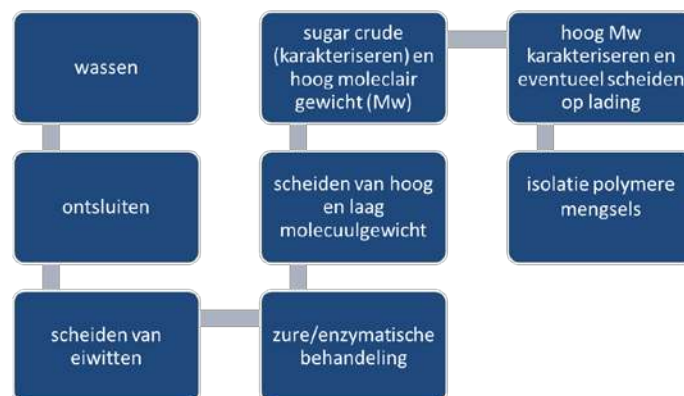 wassen
ontsluiten
scheiden van
eiwitten
zure/enzymatische
behandeling
scheiden van hoog
en laag
molecuulgewicht
sugar crude
(karakteriseren) en
hoog moleclair
gewicht (Mw)
hoog Mw
karakteriseren en
eventueel scheiden
op lading
isolatie polymere
mengsels